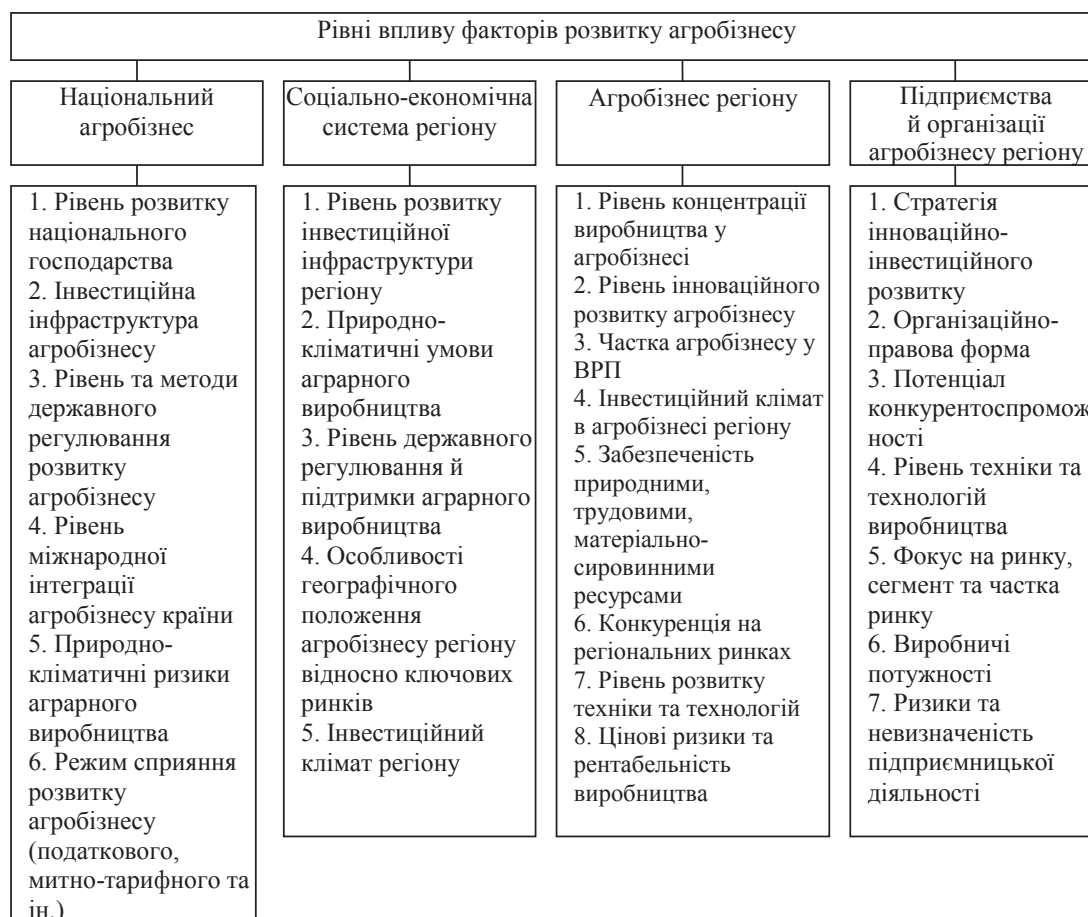 Рівні впливу факторів розвитку агробізнесу
Національний
агробізнес
Соціально-економічна
система регіону
Агробізнес регіону
Підприємства
й організації
агробізнесу регіону
1. Рівень розвитку
національного
господарства
2. Інвестиційна
інфраструктура
агробізнесу
3. Рівень та методи
державного
регулювання
розвитку
агробізнесу
4. Рівень
міжнародної
інтеграції
агробізнесу країни
5. Природно-
кліматичні ризики
аграрного
виробництва
6. Режим сприяння
розвитку
агробізнесу
(податкового,
митно-тарифного та
ін.)
1. Рівень розвитку
інвестиційної
інфраструктури
регіону
2. Природно-
кліматичні умови
аграрного
виробництва
3. Рівень державного
регулювання й
підтримки аграрного
виробництва
4. Особливості
географічного
положення
агробізнесу регіону
відносно ключових
ринків
5. Інвестиційний
клімат регіону
1. Рівень концентрації
виробництва у
агробізнесі
2. Рівень інноваційного
розвитку агробізнесу
3. Частка агробізнесу у
ВРП
4. Інвестиційний клімат
в агробізнесі регіону
5. Забезпеченість
природними,
трудовими,
матеріально-
сировинними
ресурсами
6. Конкуренція на
регіональних ринках
7. Рівень розвитку
техніки та технологій
8. Цінові ризики та
рентабельність
виробництва
1. Стратегія
інноваційно-
інвестиційного
розвитку
2. Організаційно-
правова форма
3. Потенціал
конкурентоспромож
ності
4. Рівень техніки та
технологій
виробництва
5. Фокус на ринку,
сегмент та частка
ринку
6. Виробничі
потужності
7. Ризики та
невизначеність
підприємницької
діяльності